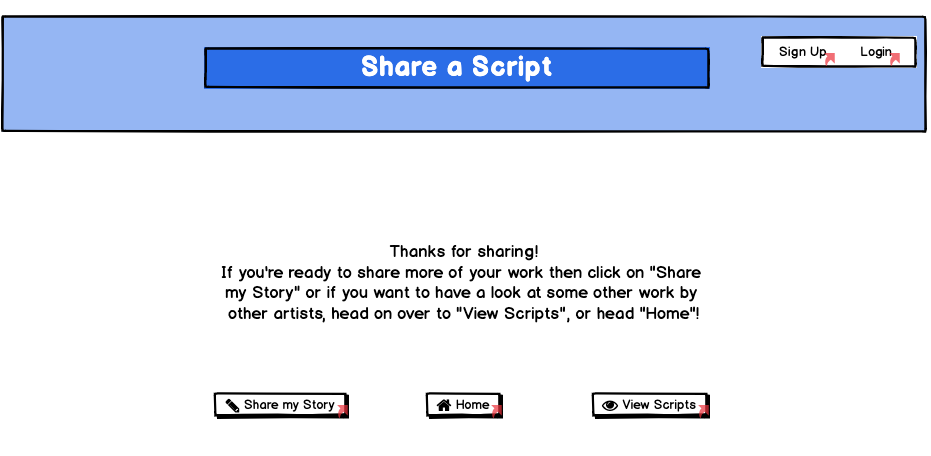 Share a Script
Sign Up
Login
Thanks for sharing!
If you're ready to share more of your work then click on "Share
my Story" or if you want to have a look at some other work by
other artists, head on over to "View Scripts", or head "Home"!
Share my Story
Home
View Scripts